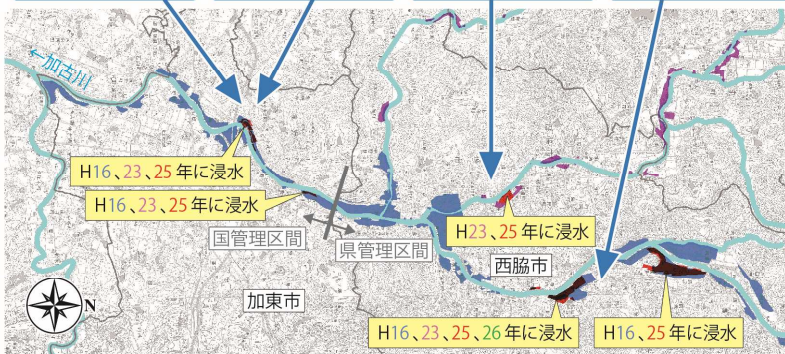 ←加古川
H16、23、25年に浸水
H16、23、25年に浸水
国管理区間
県管理区間
H23、25年に浸水
西脇市
加東市
N
H16、23、25、26年に浸水
H16、25年に浸水